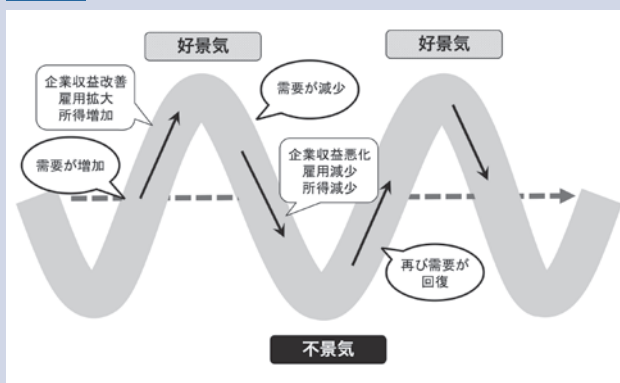 好景気
好景気
企業収益改善
雇用拡大
所得増加
需要が減少
需要が増加
企業収益悪化
雇用減少
所得減少
再び需要が
回復
不景気